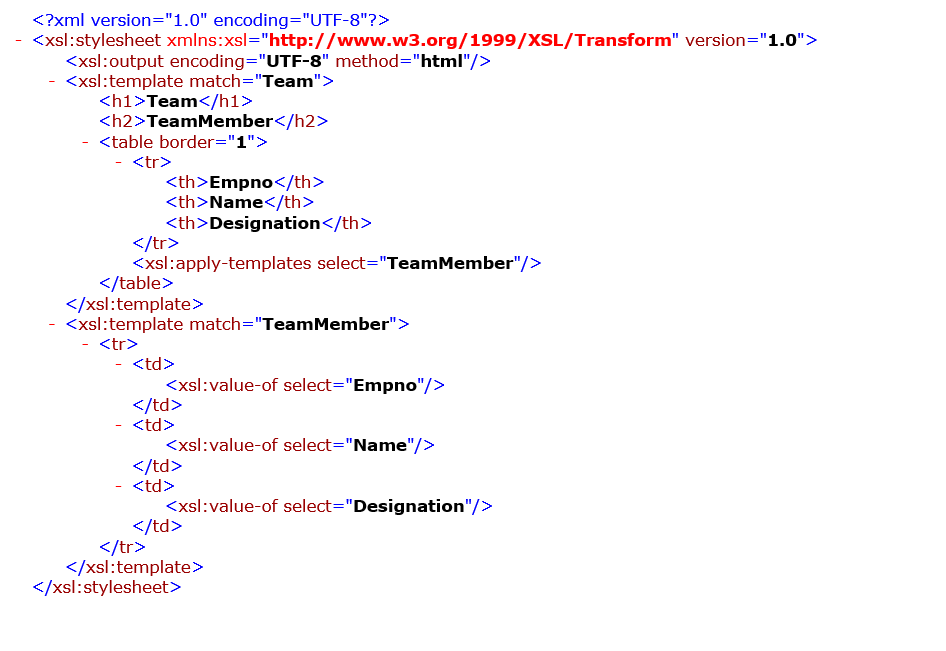 <?xml version="1.0" encoding="UTF-8"?>
- <xsl:stylesheet xmlns:xsl="http://www.w3.org/1999/XSL/Transform" version="1.0">
<xsl:output encoding="UTF-8" method="html"/>
- <xsl:template match="Team">
<h1>Team</h1>
<h2>TeamMember</h2>
- <table border="1">
- <tr>
<th>Empno</th>
<th>Name</th>
<th>Designation</th>
</tr>
<xsl:apply-templates select="TeamMember"/>
</table>
</xsl:template>
- <xsl:template match="TeamMember">
- <tr>
- <td>
<xsl:value-of select="Empno"/>
</td>
- <td>
<xsl:value-of select="Name"/>
</td>
- <td>
<xsl:value-of select="Designation"/>
</td>
</tr>
</xsl:template>
</xsl:stylesheet>